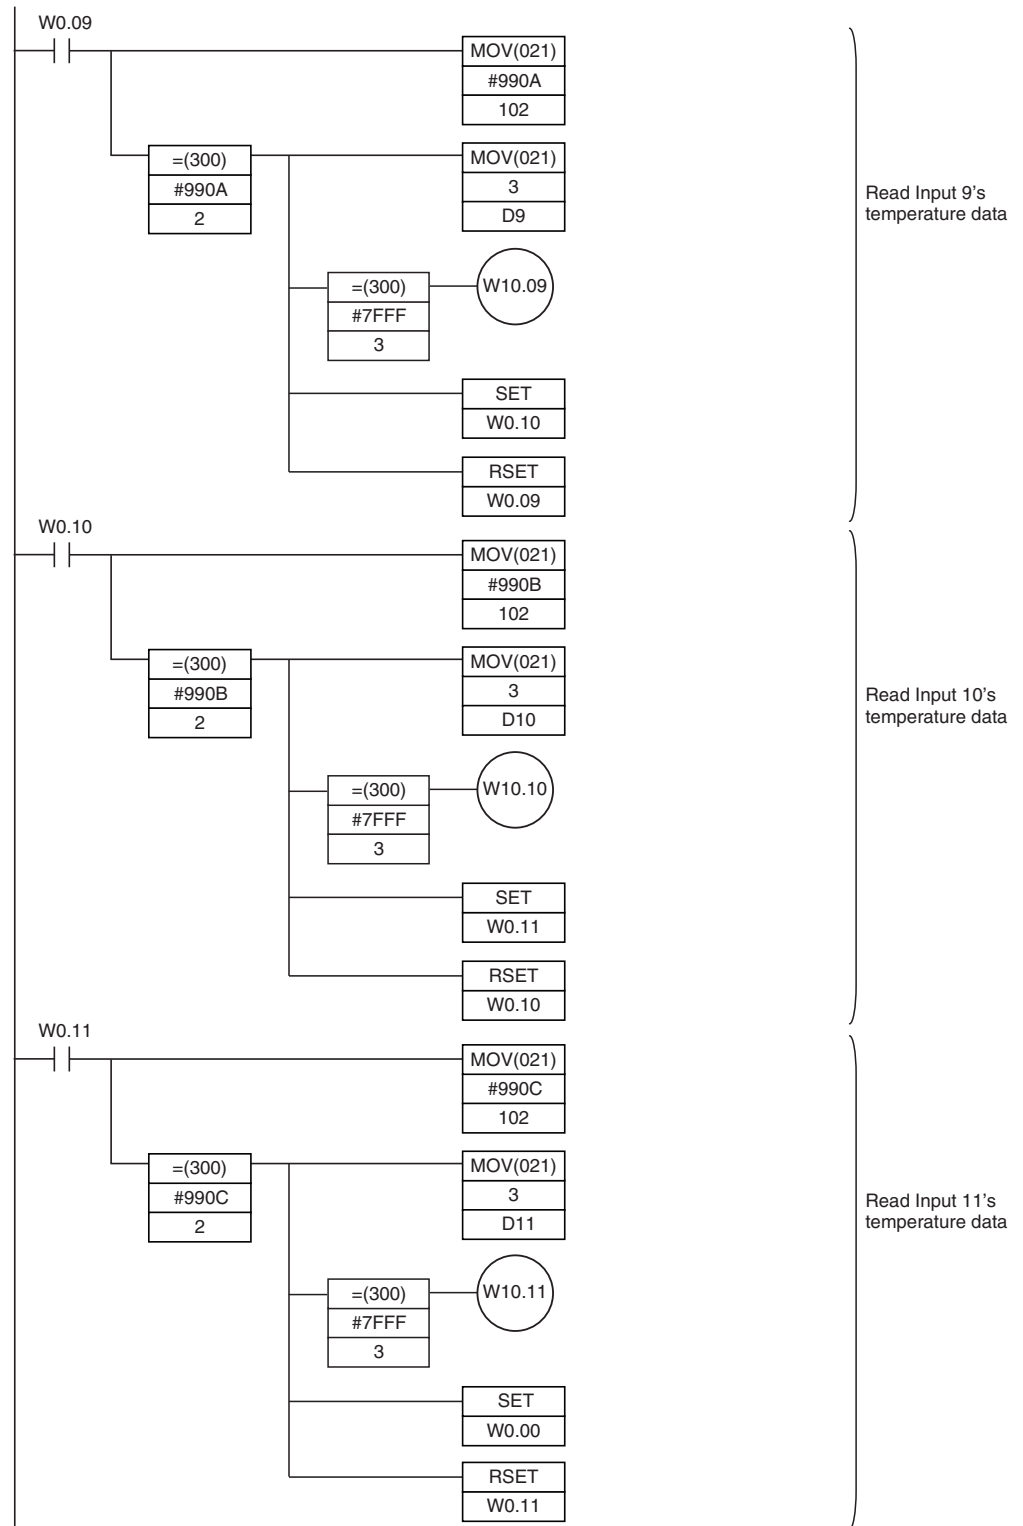 W0.09
MOV(021)
#990A
102
=(300)
#990A
2
MOV(021)
3
D9
Read Input 9's
temperature data
=(300)
#7FFF
3
W10.09
SET
W0.10
RSET
W0.09
W0.10
MOV(021)
#990B
102
=(300)
#990B
2
MOV(021)
3
D10
Read Input 10's
temperature data
=(300)
#7FFF
3
W10.10
SET
W0.11
RSET
W0.10
W0.11
MOV(021)
#990C
102
=(300)
#990C
2
MOV(021)
3
D11
Read Input 11's
temperature data
=(300)
#7FFF
3
W10.11
SET
W0.00
RSET
W0.11